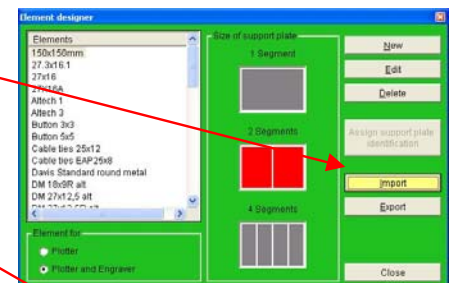 Element designer
Elements
150x150mm
27.3x16.1
27x16
27x16A
Altech 1
Altech 3
Button 3x3
Button 5x5
Cable ties 25x12
Cable ties EAP25x8
Davis Standard round metal
DM 18x9R alt
DM 27x12,5 alt
Element for
Plotter
Plotter and Engraver
Size of support plate
1 Segment
2 Segments
4 Segments
New
Edit
Delete
Assign support plate
identification
Import
Export
Close